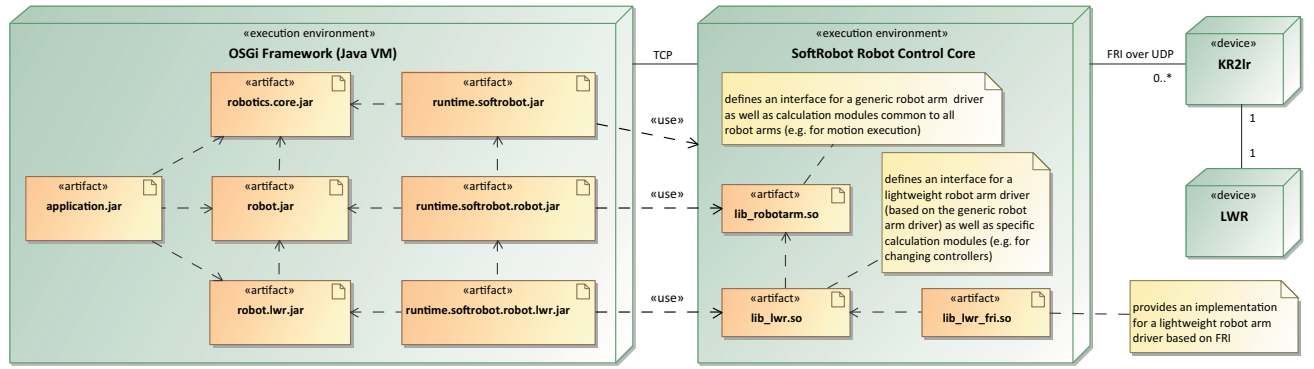 «execution environment»
OSGi Framework (Java VM)
«artifact»
robotics.core.jar
«artifact»
runtime.softrobot.jar
«artifact»
application.jar
«artifact»
robot.jar
«artifact»
runtime.softrobot.robot.jar
«artifact»
robot.lwr.jar
«artifact»
runtime.softrobot.robot.lwr.jar
TCP
«use»
«use»
«use»
«execution environment»
SoftRobot Robot Control Core
defines an interface for a generic robot arm driver
as well as calculation modules common to all
robot arms (e.g. for motion execution)
defines an interface for a
lightweight robot arm driver
(based on the generic robot
arm driver) as well as specific
calculation modules (e.g. for
changing controllers)
«artifact»
lib_robotarm.so
«artifact»
lib_lwr.so
«artifact»
lib_lwr_fri.so
FRI over UDP
0..*
«device»
KR2lr
1
1
«device»
LWR
provides an implementation
for a lightweight robot arm
driver based on FRI